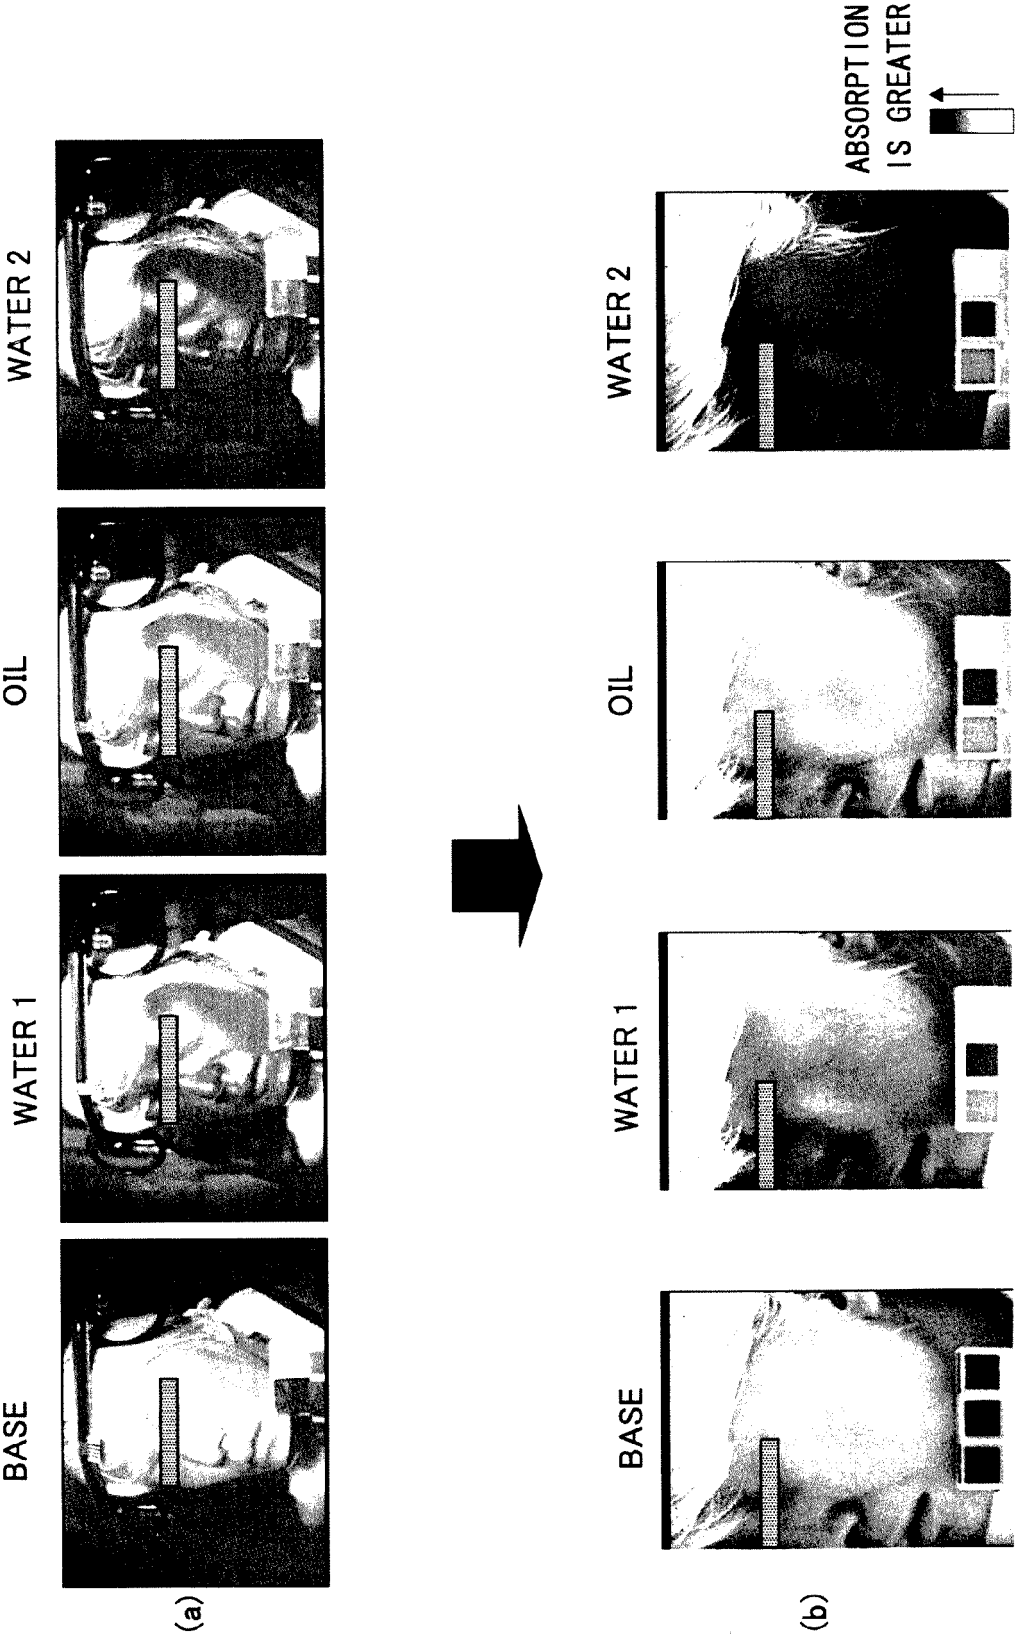 (a)
BASE
WATER 1
OIL
WATER 2
(b)
BASE
WATER 1
OIL
WATER 2
ABSORPTION
IS GREATER